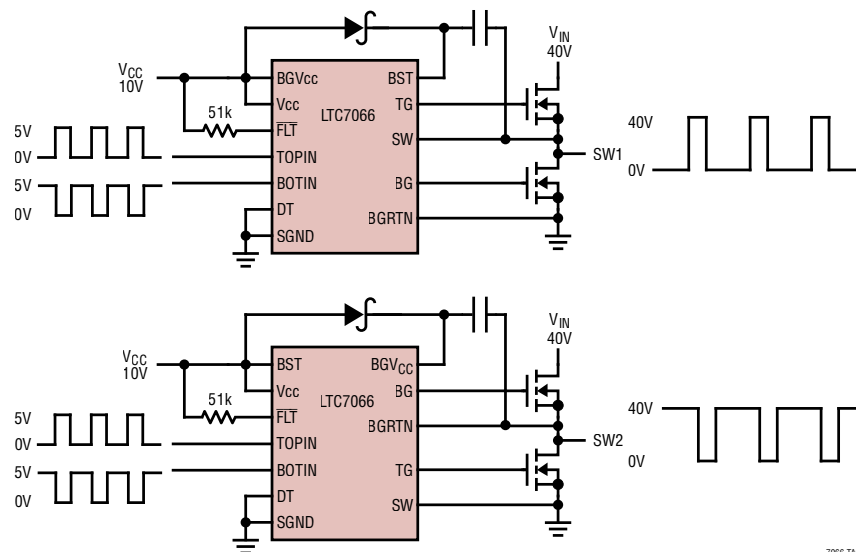 VCC
10V
VIN
40V
BGVcc
BST
Vcc
TG
LTC7066
51k
FLT
SW
5V
0V
TOPIN
SW1
40V
0V
5V
0V
BOTIN
BG
DT
BGRTN
SGND
VCC
10V
VIN
40V
BST
BGVCC
Vcc
BG
LTC7066
51k
FLT
BGRTN
5V
0V
TOPIN
SW2
40V
0V
5V
0V
BOTIN
TG
DT
SW
SGND